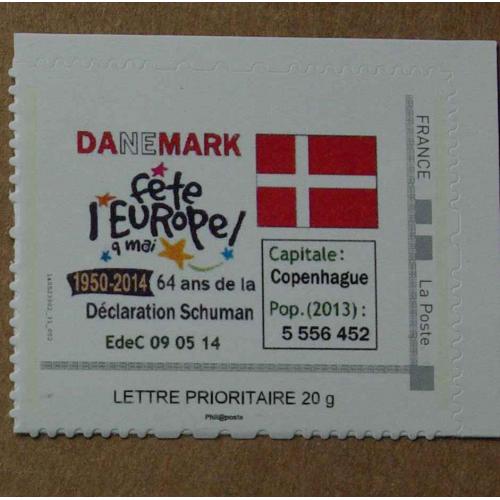 DANEMARK
fête
l'EUROPE!
9 mai
1950-2014 64 ans de la
Déclaration Schuman
EdeC 09 05 14
Capitale:
Copenhague
Pop.(2013) :
5 556 452
FRANCE
La Poste
LETTRE PRIORITAIRE 20 g
Phil@poste